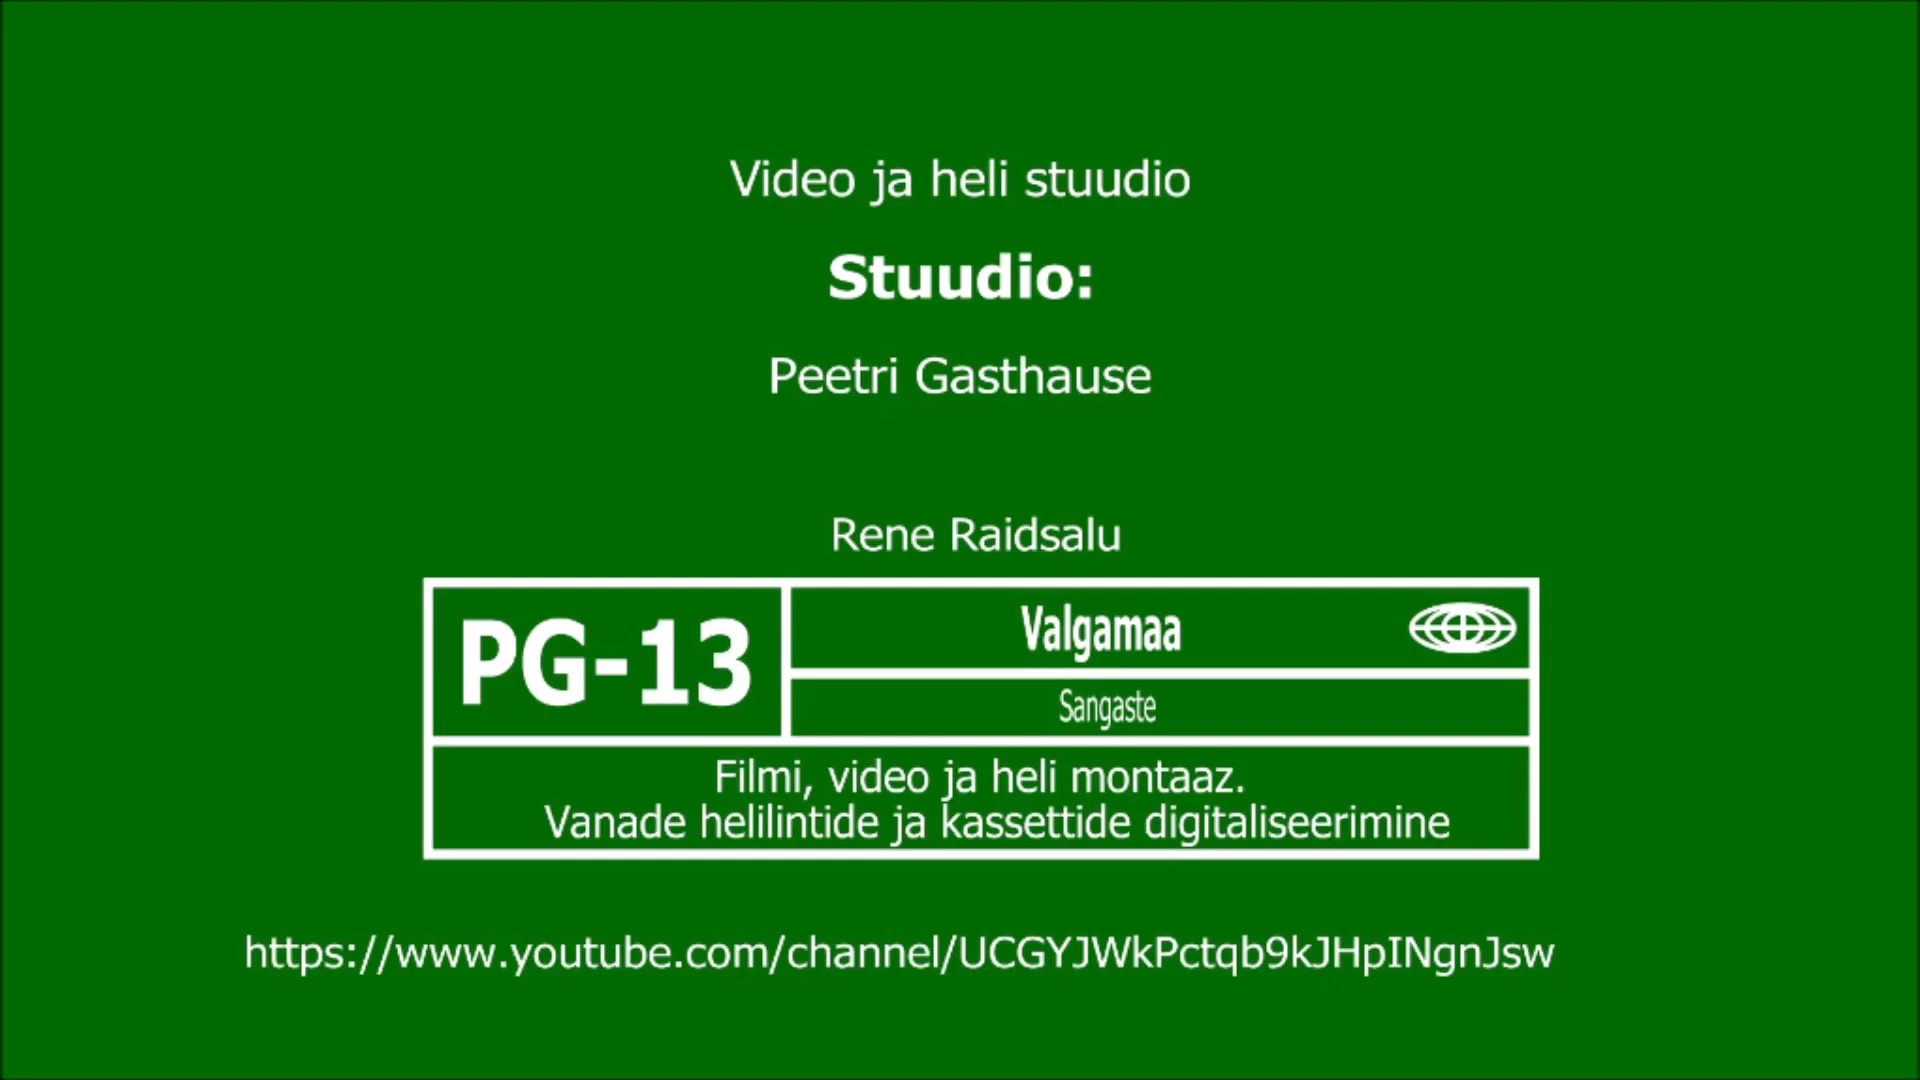 Video ja heli stuudio
Stuudio:
Peetri Gasthause
Rene Raidsalu
PG-13
Valgamaa
Sangaste
Filmi, video ja heli montaaz.
Vanade helilintide ja kassettide digitaliseerimine
https://www.youtube.com/channel/UCGYJWkPctqb9kJHpINgnJsw